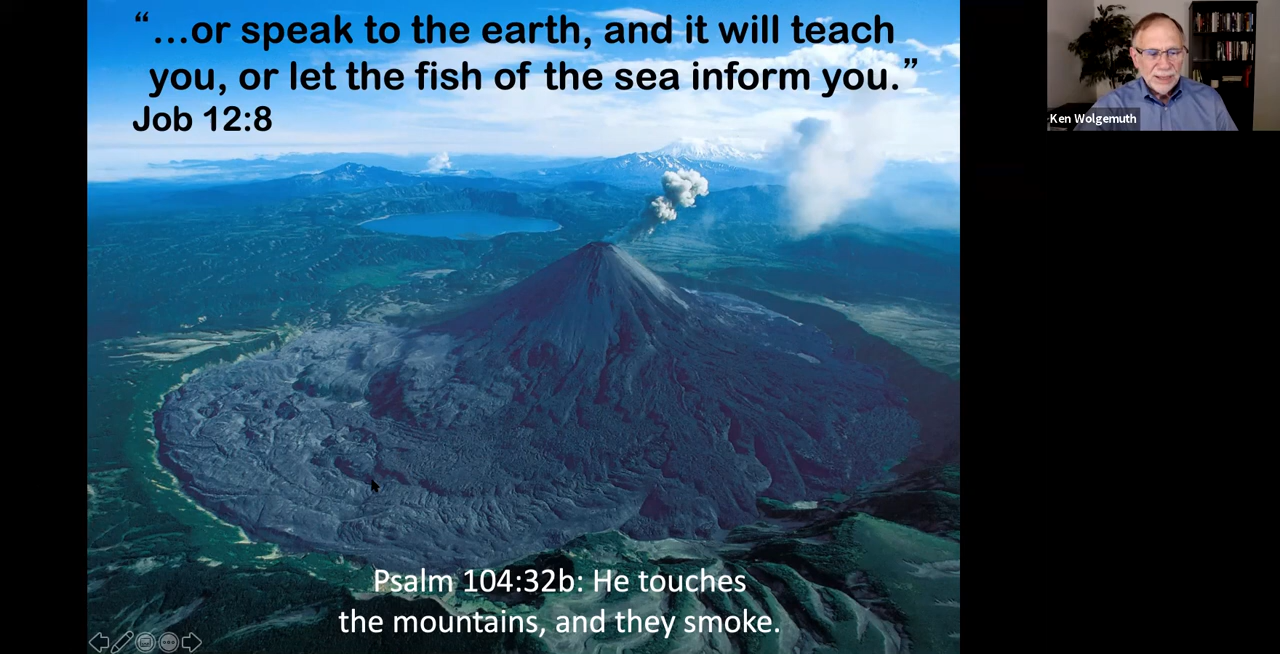 “…or speak to the earth, and it will teach
you, or let the fish of the sea inform you.”
Job 12:8
Ken Wolgemuth
Psalm 104:32b: He touches
the mountains, and they smoke.